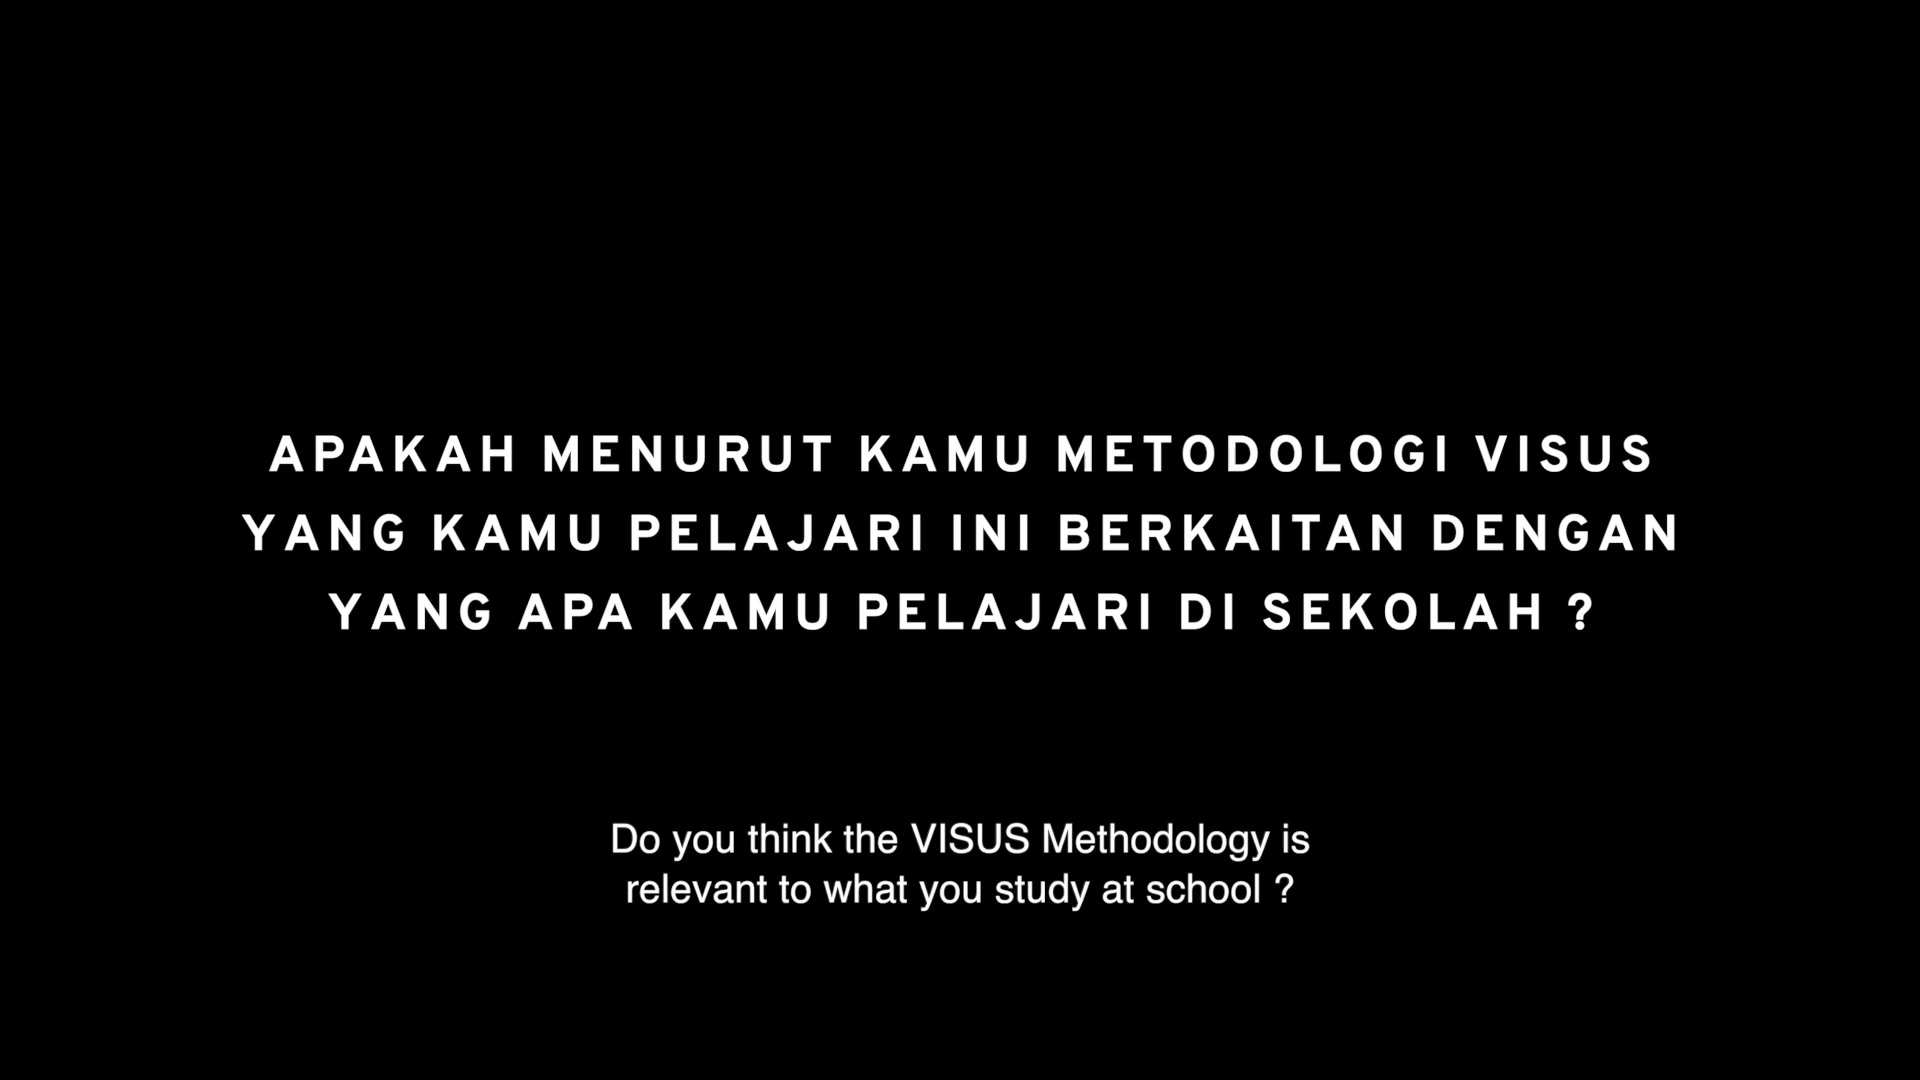 APAKAH MENURUT KAMU METODOLOGI VISUS
YANG KAMU PELAJARI INI BERKAITAN DENGAN
YANG APA KAMU PELAJARI DI SEKOLAH ?
Do you think the VISUS Methodology is
relevant to what you study at school ?